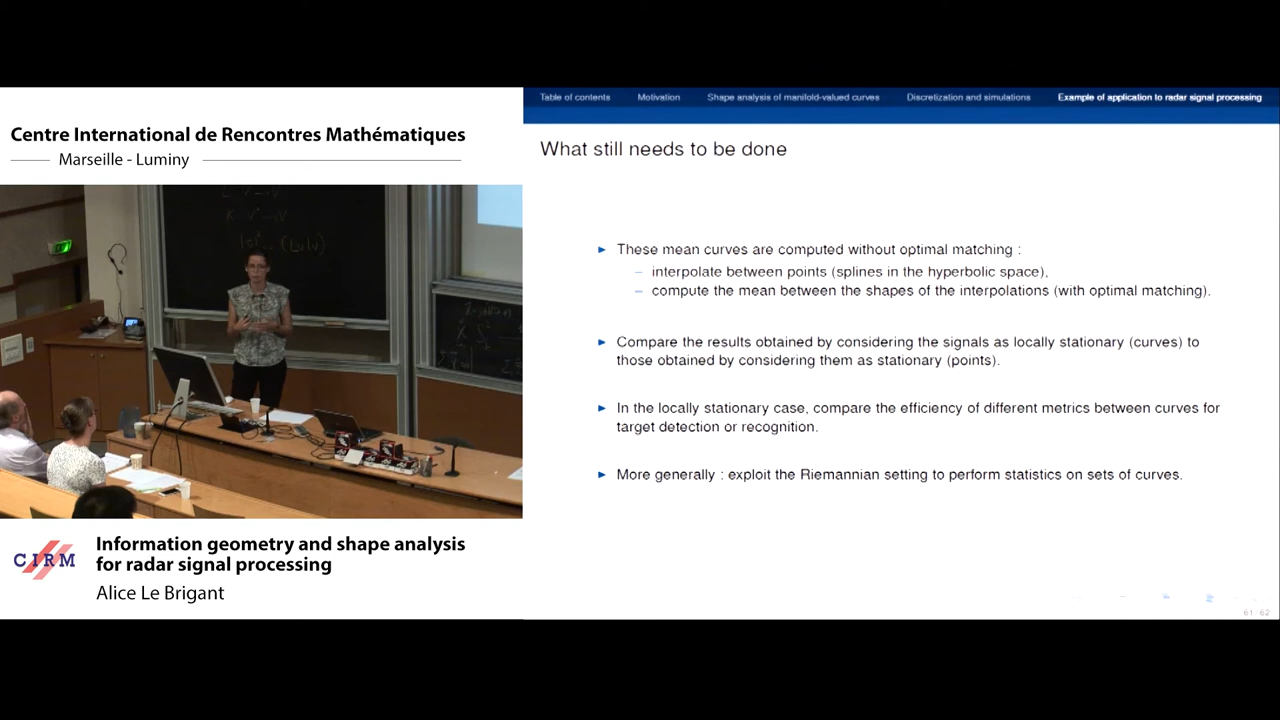 Centre International de Rencontres Mathématiques
Marseille - Luminy
CIRM
Information geometry and shape analysis
for radar signal processing
Alice Le Brigant
Table of contents Motivation Shape analysis of manifold-valued curves Discretization and simulations Example of application to radar signal processing
What still needs to be done
These mean curves are computed without optimal matching :
– interpolate between points (splines in the hyperbolic space),
– compute the mean between the shapes of the interpolations (with optimal matching).
Compare the results obtained by considering the signals as locally stationary (curves) to
those obtained by considering them as stationary (points).
In the locally stationary case, compare the efficiency of different metrics between curves for
target detection or recognition.
More generally : exploit the Riemannian setting to perform statistics on sets of curves.
61 / 62